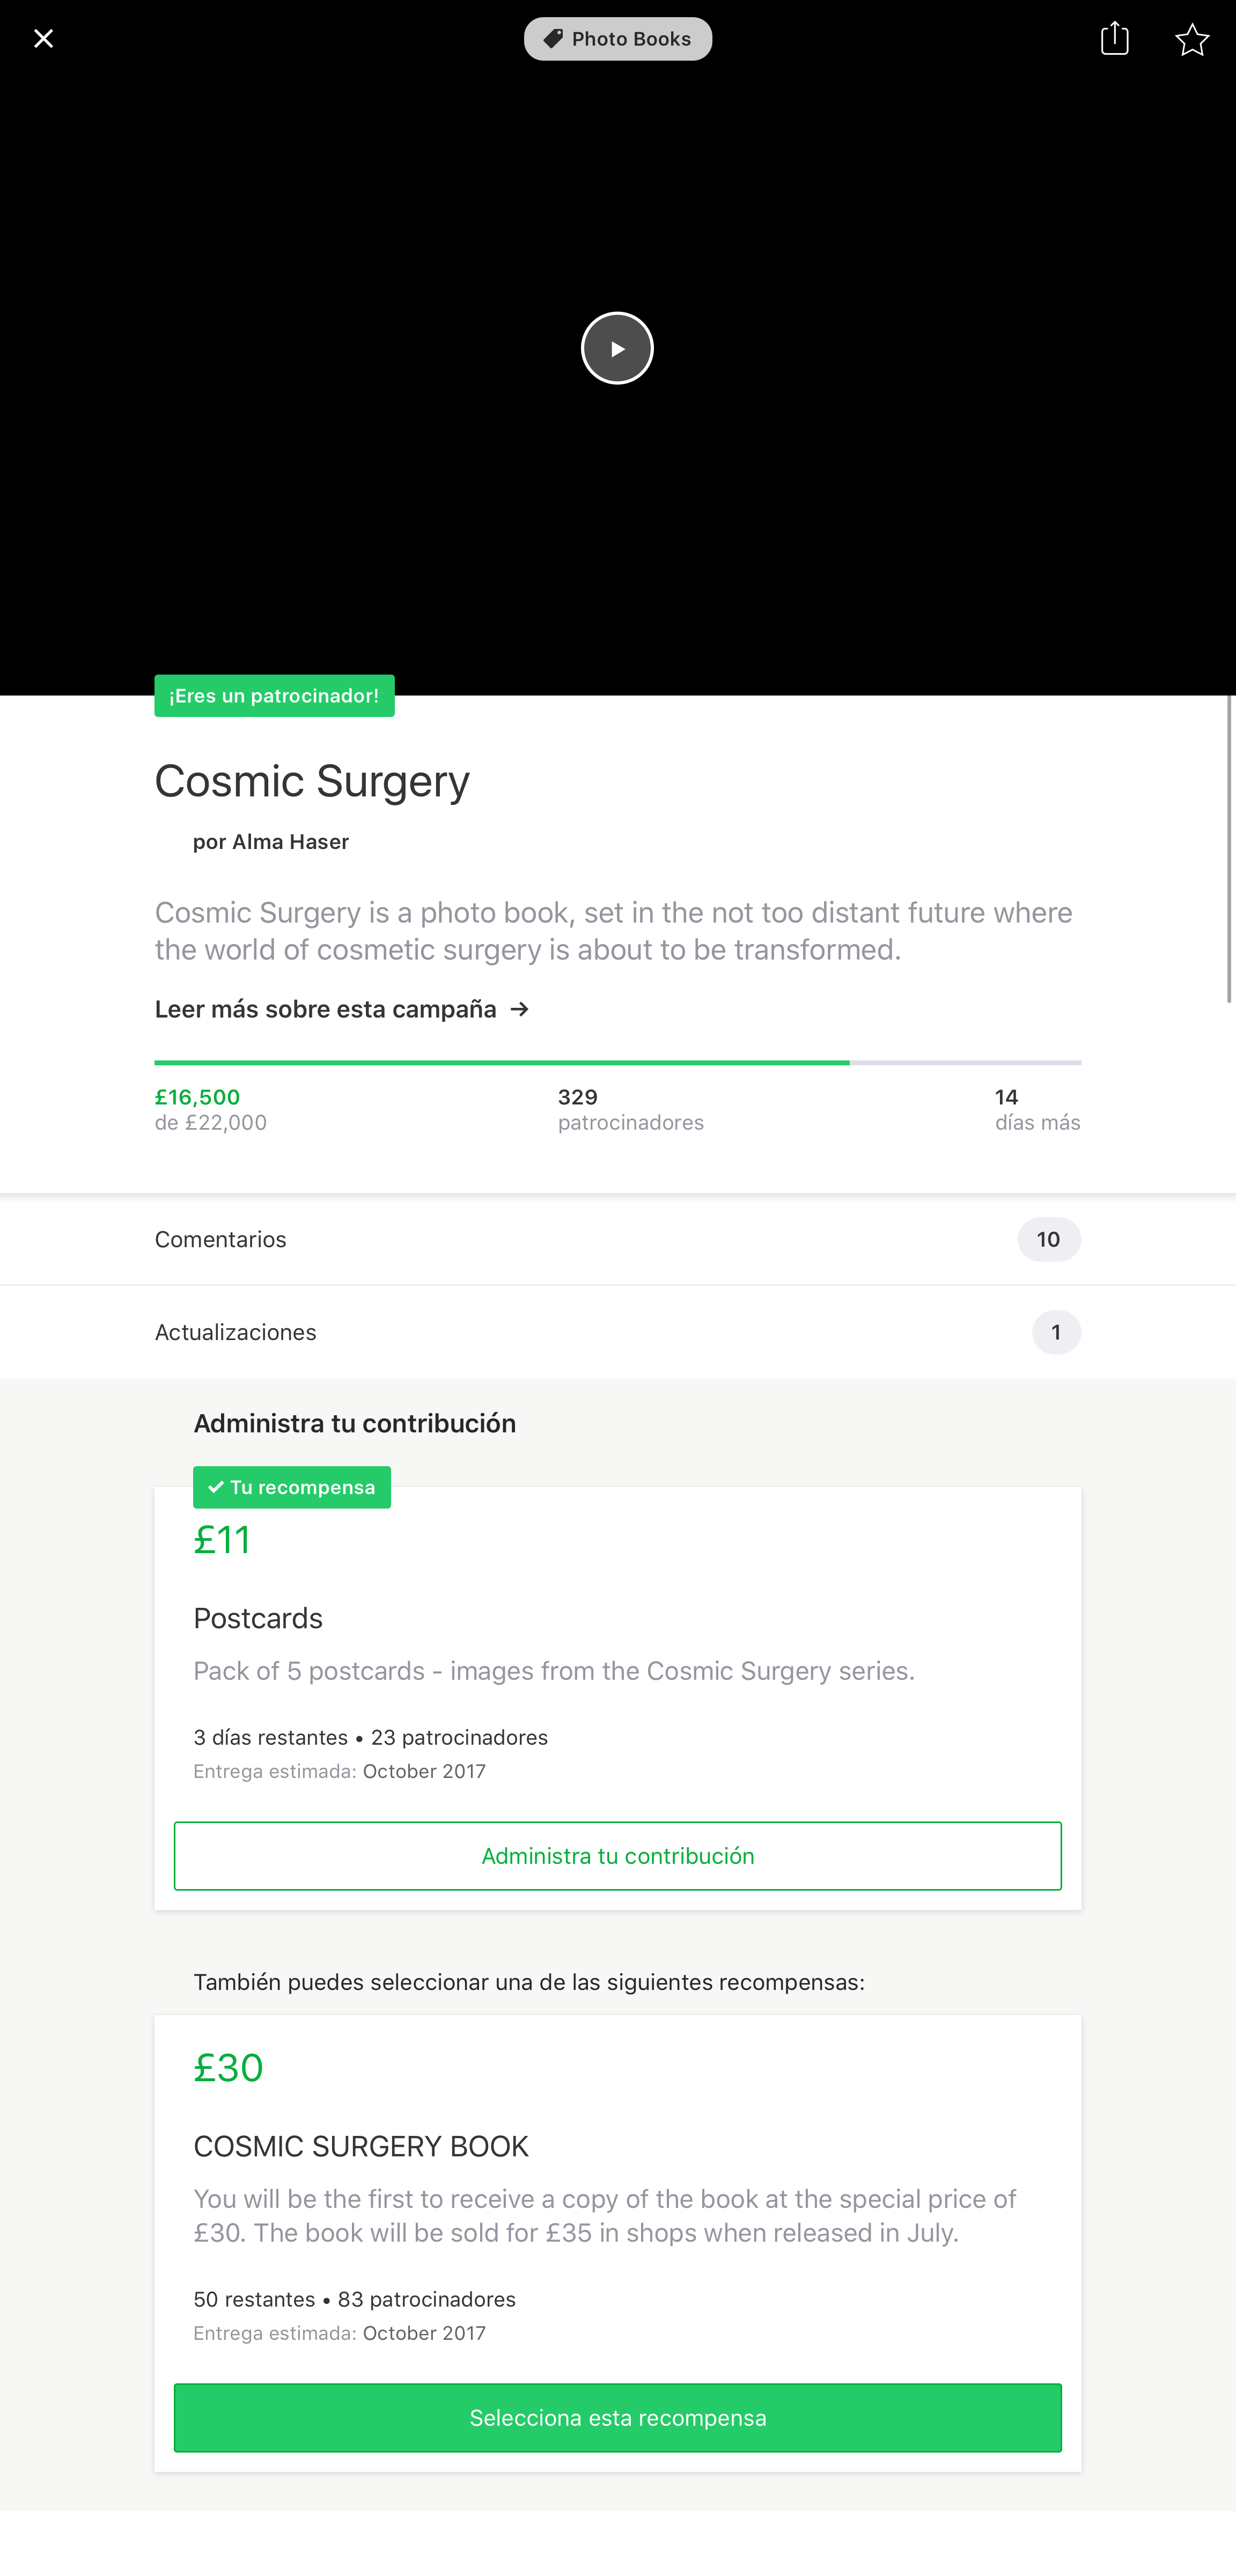 Photo Books
¡Eres un patrocinador!
Cosmic Surgery
por Alma Haser
Cosmic Surgery is a photo book, set in the not too distant future where
the world of cosmetic surgery is about to be transformed.
Leer más sobre esta campaña →
£16,500
de £22,000
329
patrocinadores
14
días más
Comentarios
10
Actualizaciones
1
Administra tu contribución
✓ Tu recompensa
£11
Postcards
Pack of 5 postcards - images from the Cosmic Surgery series.
3 días restantes • 23 patrocinadores
Entrega estimada: October 2017
Administra tu contribución
También puedes seleccionar una de las siguientes recompensas:
£30
COSMIC SURGERY BOOK
You will be the first to receive a copy of the book at the special price of
£30. The book will be sold for £35 in shops when released in July.
50 restantes • 83 patrocinadores
Entrega estimada: October 2017
Selecciona esta recompensa